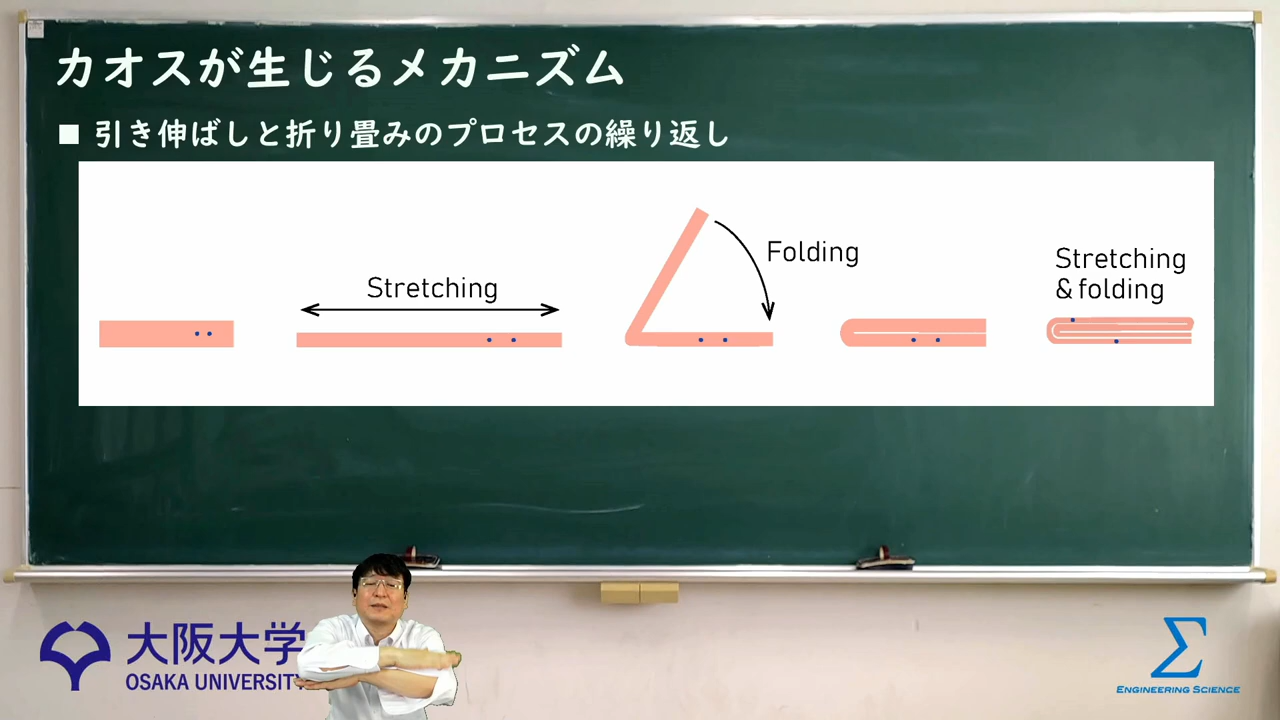 カオスが生じるメカニズム
■ 引き伸ばしと折り畳みのプロセスの繰り返し
Stretching
Folding
Stretching
& folding
大阪大学
OSAKA UNIVERSITY
Σ
ENGINEERING SCIENCE